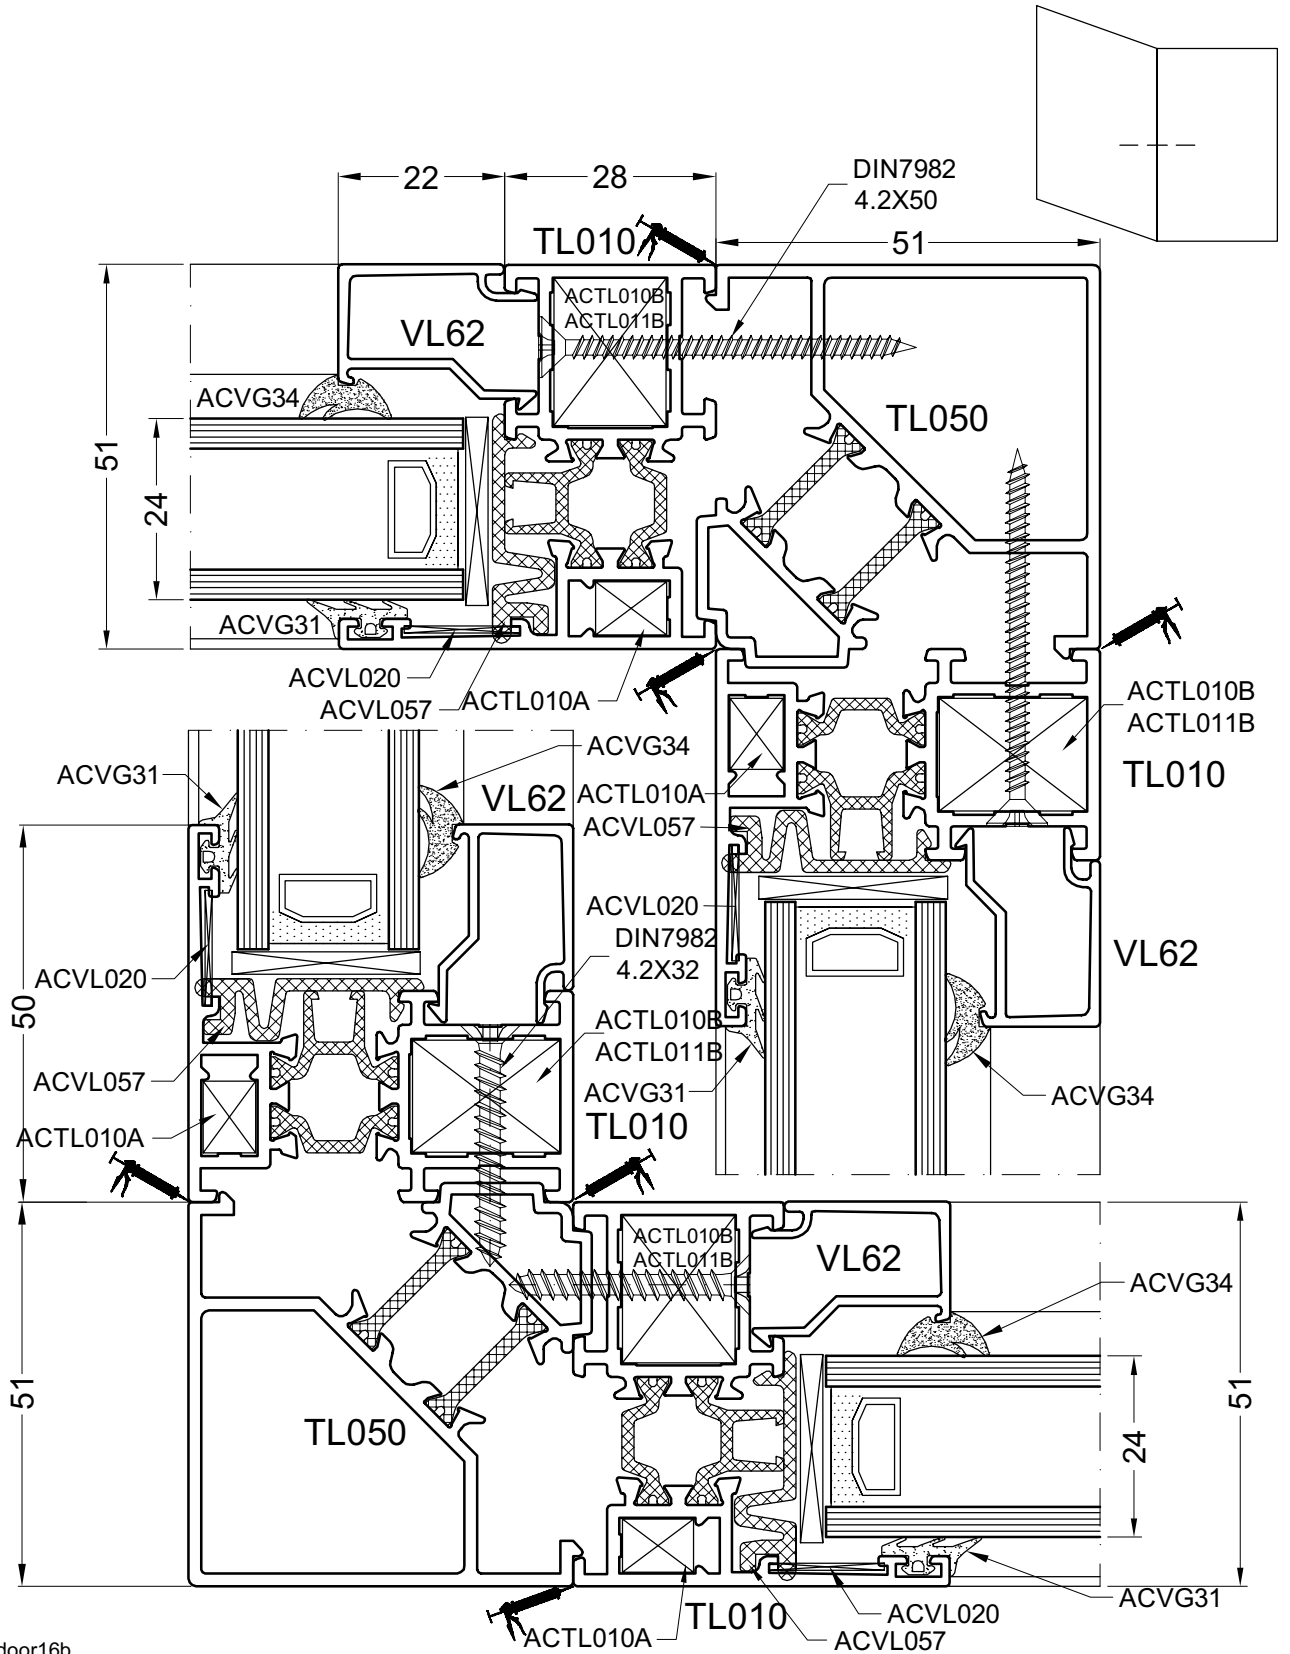 22
28
DIN7982
4.2X50
TL010
51
ACTL010B
ACTL011B
VL62
ACVG34
TL050
51
24
ACVG31
ACVL020
ACVL057
ACTL010A
ACTL010B
ACTL011B
TL010
ACVG34
ACVG31
VL62
ACTL010A
ACVL057
ACVL020
DIN7982
4.2X32
VL62
ACVL020
50
ACTL010B
ACTL011B
ACVL057
ACVG31
ACVG34
ACTL010A
TL010
ACTL010B
ACTL011B
VL62
ACVG34
51
TL050
24
51
ACVG31
TL010
ACVL020
ACTL010A
ACVL057
door16b